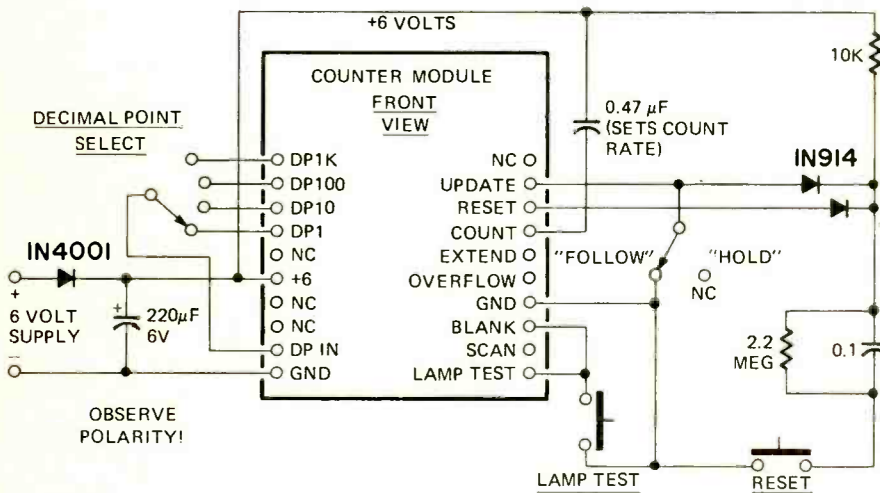 +6 VOLTS
10K
COUNTER MODULE
FRONT
VIEW
DECIMAL POINT
SELECT
0.47 µF
(SETS COUNT
RATE)
DP1K
DP100
DP10
DP1
NC
+6
NC
NC
DP IN
GND
NC
UPDATE
RESET
COUNT
EXTEND
OVERFLOW
GND
BLANK
SCAN
LAMP TEST
IN914
IN4001
"FOLLOW"
"HOLD"
NC
+
6 VOLT
SUPPLY
–
+
220µF
6V
2.2
MEG
0.1
OBSERVE
POLARITY!
LAMP TEST
RESET